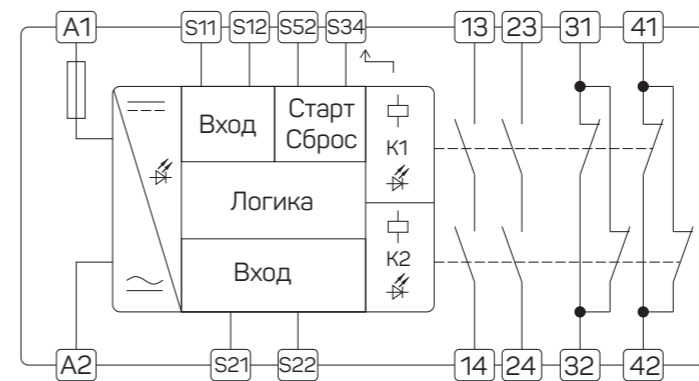 A1 S11 S12 S52 S34 13 23 31 41
Вход
Старт
Сброс
K1
Логика
Вход
K2
A2 S21 S22 14 24 32 42